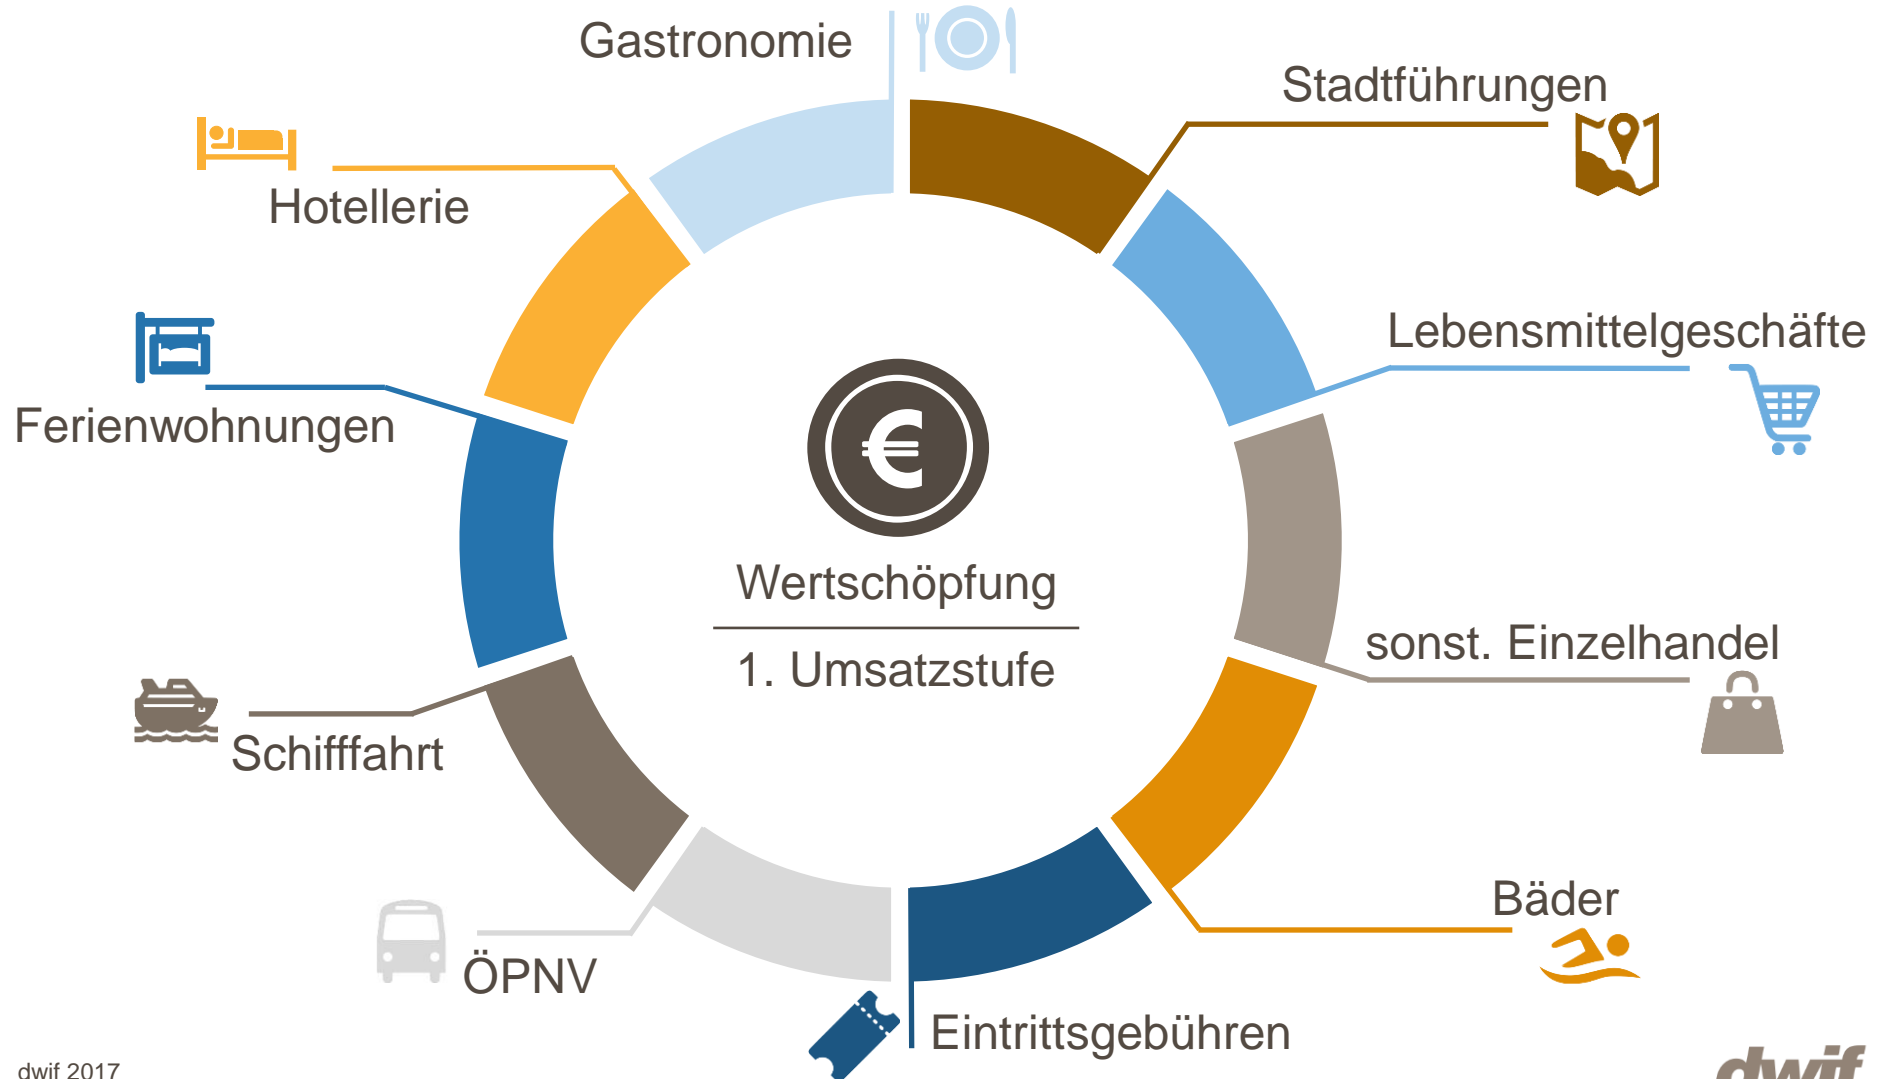 Gastronomie
Stadtführungen
Hotellerie
Lebensmittelgeschäfte
Ferienwohnungen
€
Wertschöpfung
1. Umsatzstufe
sonst. Einzelhandel
Schifffahrt
Bäder
ÖPNV
Eintrittsgebühren
dwif 2017
dwif